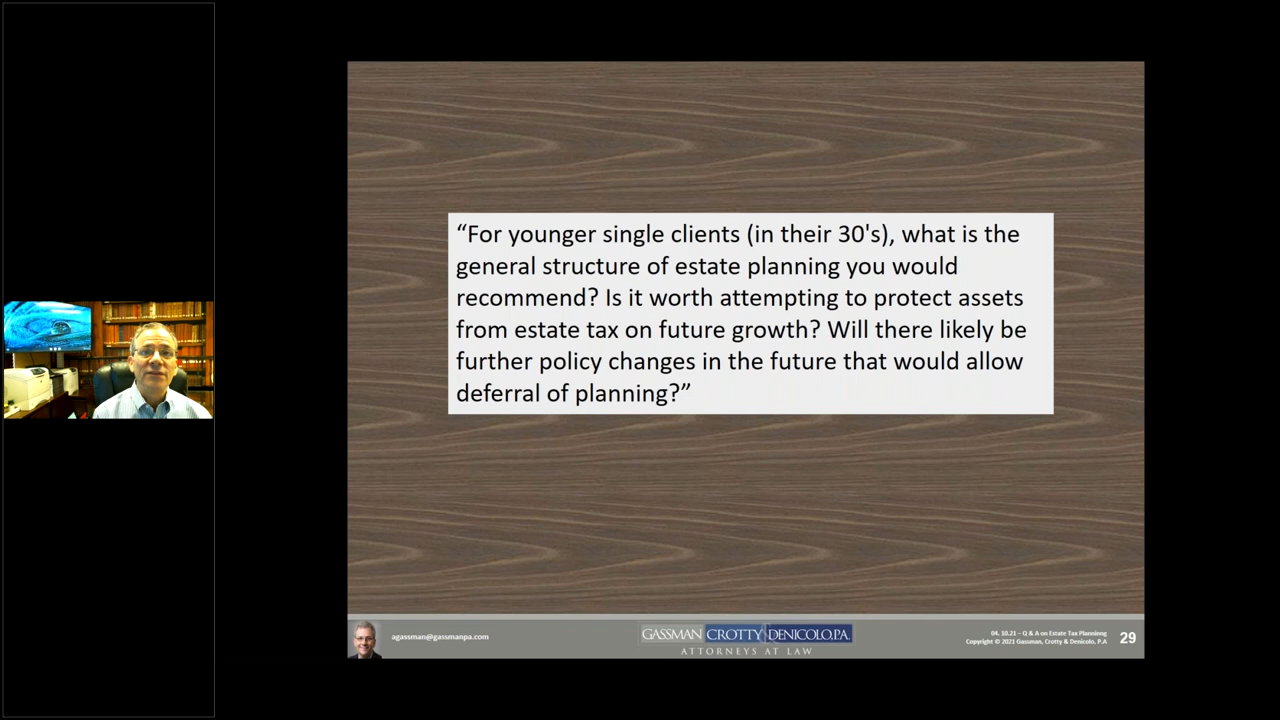 “For younger single clients (in their 30's), what is the
general structure of estate planning you would
recommend? Is it worth attempting to protect assets
from estate tax on future growth? Will there likely be
further policy changes in the future that would allow
deferral of planning?”
agassman@gassmanpa.com
GASSMAN CROTTY DENICOLO, P.A.
ATTORNEYS AT LAW
04.10.21 – Q & A on Estate Tax Planning
Copyright © 2021 Gassman, Crotty & Denicolo, P.A
29